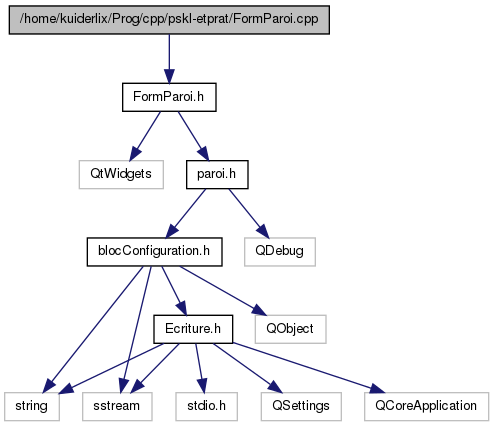 /home/kuiderlix/Prog/cpp/pskl-etprat/FormParoi.cpp
FormParoi.h
QtWidgets
paroi.h
blocConfiguration.h
QDebug
Ecriture.h
QObject
string
sstream
stdio.h
QSettings
QCoreApplication